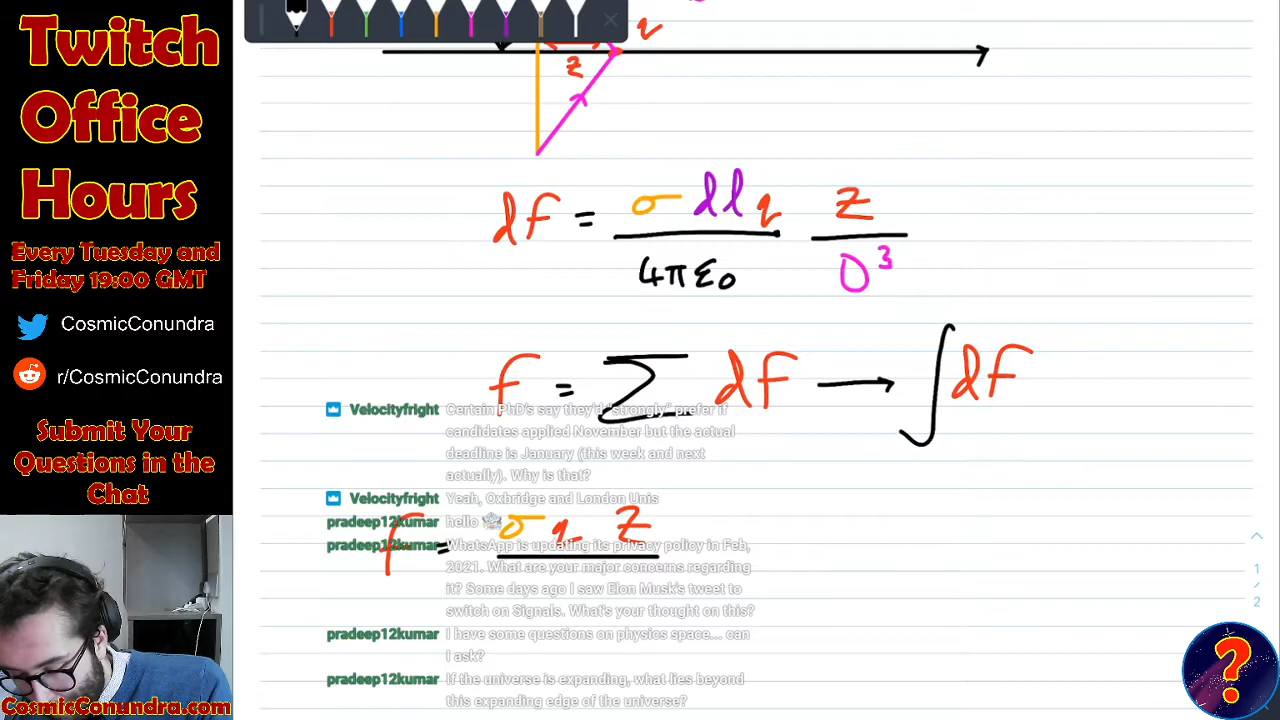 Twitch
Office
Hours
Every Tuesday and
Friday 19:00 GMT
CosmicConundra
r/CosmicConundra
Submit Your
Questions in the
Chat
CosmicConundra.com
q
z
dF = σ dl q / 4πε0 z / D^3
F = ∑ dF → ∫ dF
F = σ q z
Velocityfright Certain PhD's say they'd "strongly" prefer if
candidates applied November but the actual
deadline is January (this week and next
actually). Why is that?
Velocityfright Yeah, Oxbridge and London Unis
pradeep12kumar hello
pradeep12kumar WhatsApp is updating its privacy policy in Feb,
2021. What are your major concerns regarding
it? Some days ago I saw Elon Musk's tweet to
switch on Signals. What's your thought on this?
pradeep12kumar I have some questions on physics space... can
I ask?
pradeep12kumar If the universe is expanding, what lies beyond
this expanding edge of the universe?
1
/
2
?